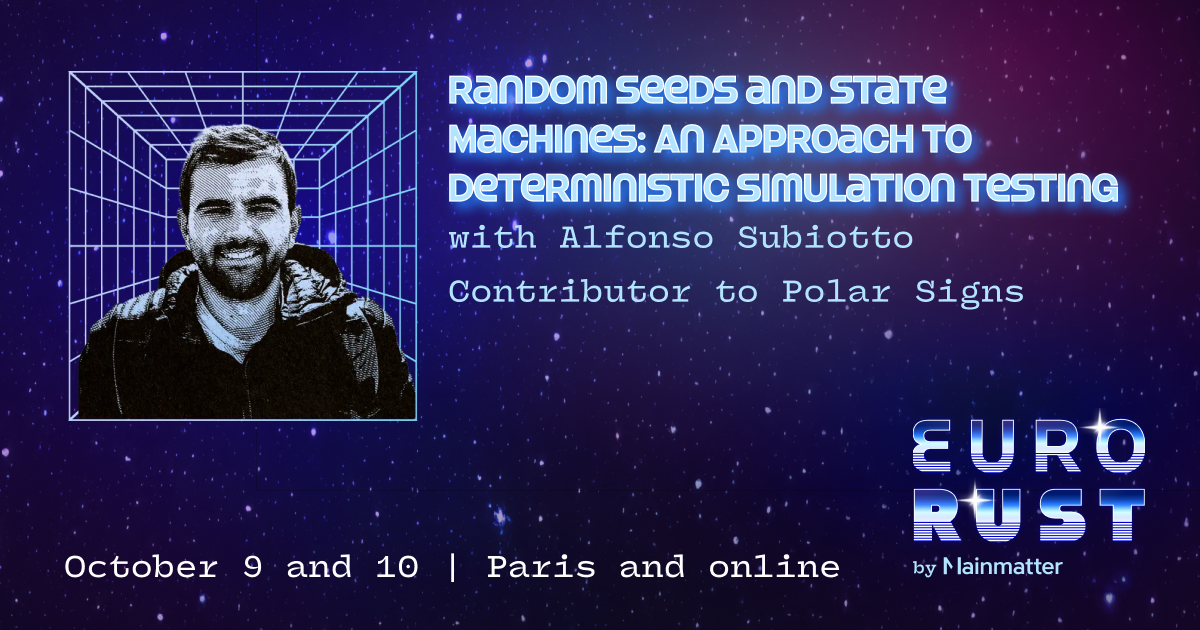 Random Seeds and State
Machines: An Approach to
Deterministic Simulation Testing
with Alfonso Subiotto
Contributor to Polar Signs
EURO
RUST
by Mainmatter
October 9 and 10 | Paris and online